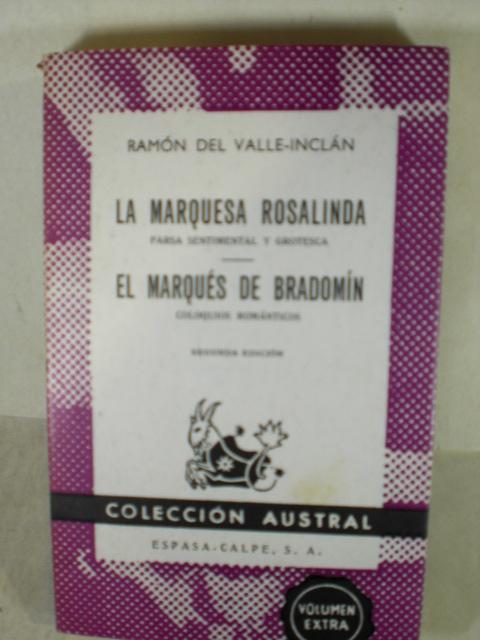 RAMÓN DEL VALLE-INCLÁN
LA MARQUESA ROSALINDA
FARSA SENTIMENTAL Y GROTESCA
EL MARQUÉS DE BRADOMÍN
COLOQUIOS ROMÁNTICOS
SEGUNDA EDICIÓN
COLECCIÓN AUSTRAL
ESPASA-CALPE, S. A.
VOLUMEN
EXTRA